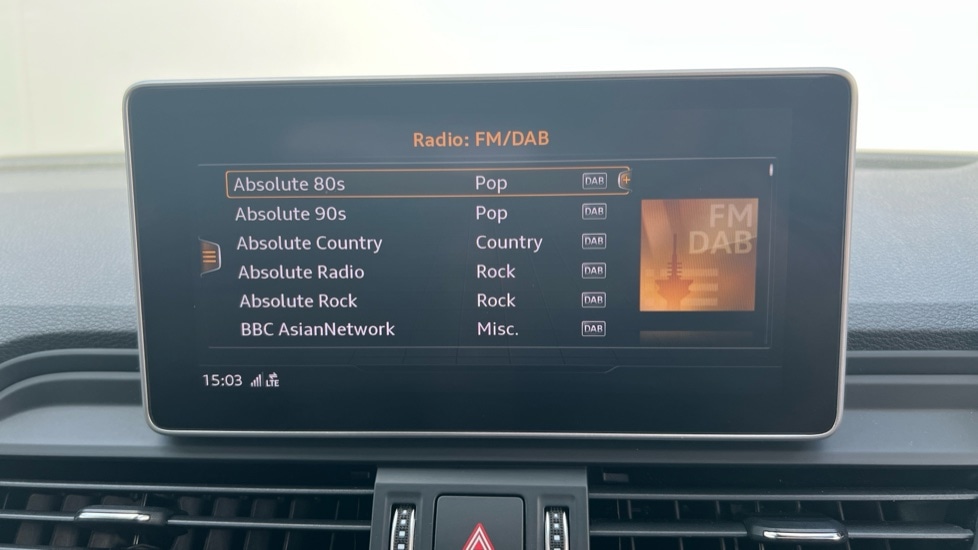 Radio: FM/DAB
Absolute 80s Pop DAB
Absolute 90s Pop DAB
Absolute Country Country DAB
Absolute Radio Rock DAB
Absolute Rock Rock DAB
BBC AsianNetwork Misc. DAB
FM
DAB
15:03 LTE